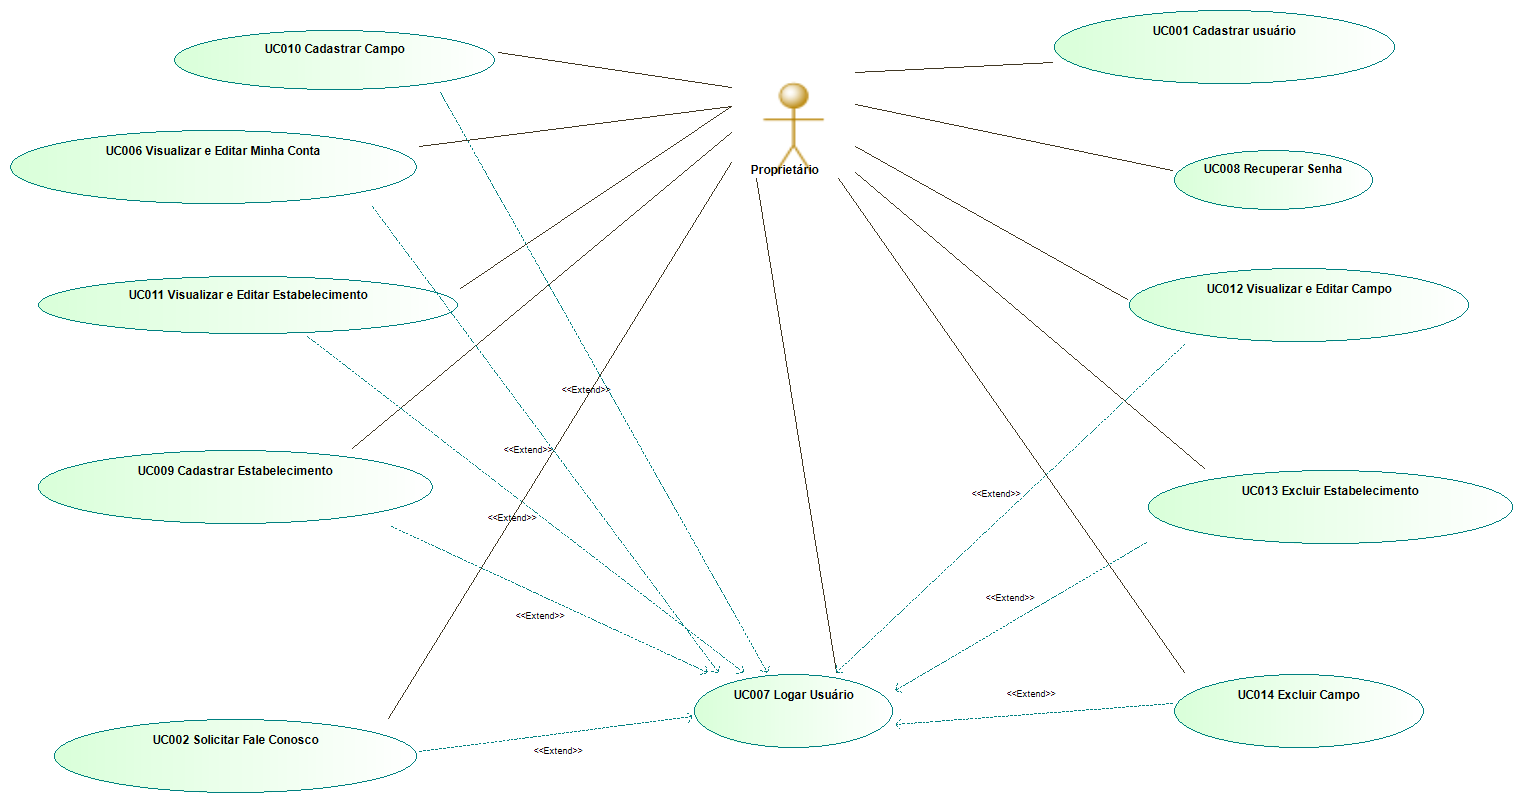 UC010 Cadastrar Campo
UC001 Cadastrar usuário
UC006 Visualizar e Editar Minha Conta
Proprietário
UC008 Recuperar Senha
UC011 Visualizar e Editar Estabelecimento
UC012 Visualizar e Editar Campo
<<Extend>>
<<Extend>>
UC009 Cadastrar Estabelecimento
<<Extend>>
<<Extend>>
UC013 Excluir Estabelecimento
<<Extend>>
<<Extend>>
UC007 Logar Usuário
<<Extend>>
UC014 Excluir Campo
UC002 Solicitar Fale Conosco
<<Extend>>